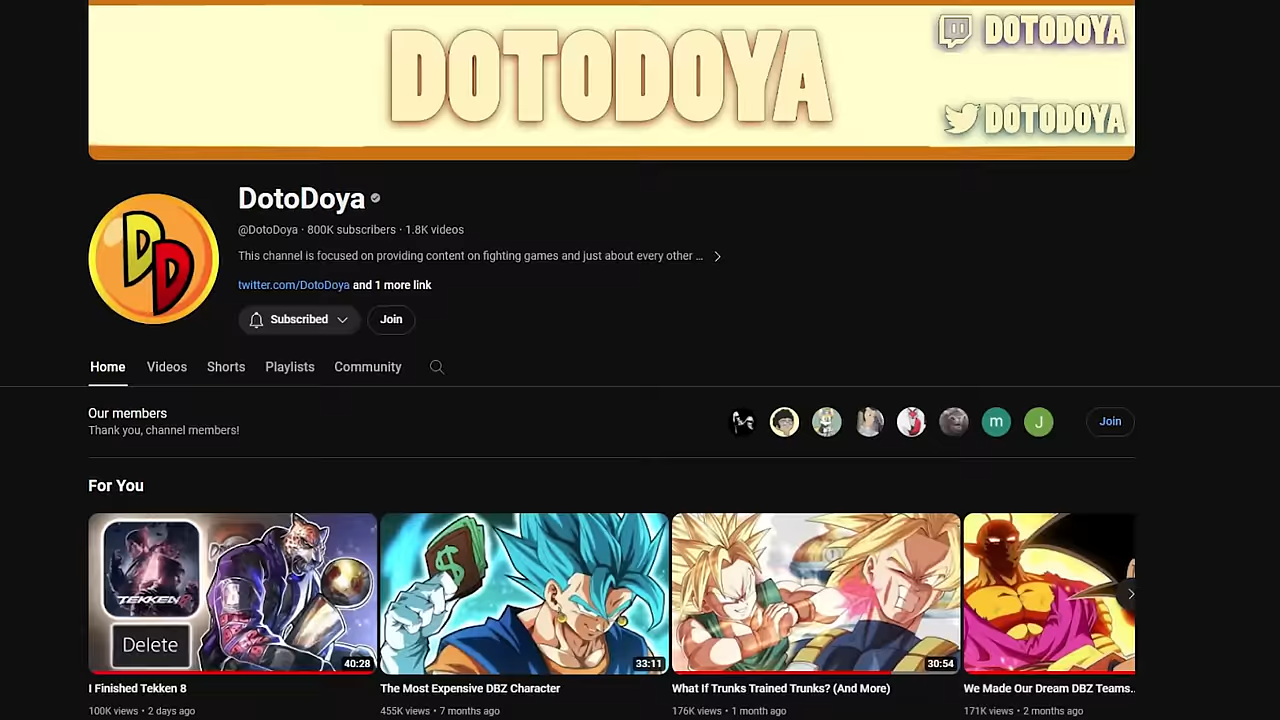 DOTODOYA
DOTODOYA
DOTODOYA
DD
DotoDoya
@DotoDoya · 800K subscribers · 1.8K videos
This channel is focused on providing content on fighting games and just about every other ...
twitter.com/DotoDoya and 1 more link
Subscribed
Join
Home
Videos
Shorts
Playlists
Community
Our members
Thank you, channel members!
m
J
Join
For You
TEKKEN 8
Delete
$
40:28
33:11
30:54
I Finished Tekken 8
The Most Expensive DBZ Character
What If Trunks Trained Trunks? (And More)
We Made Our Dream DBZ Teams..
100K views • 2 days ago
455K views • 7 months ago
176K views • 1 month ago
171K views • 2 months ago